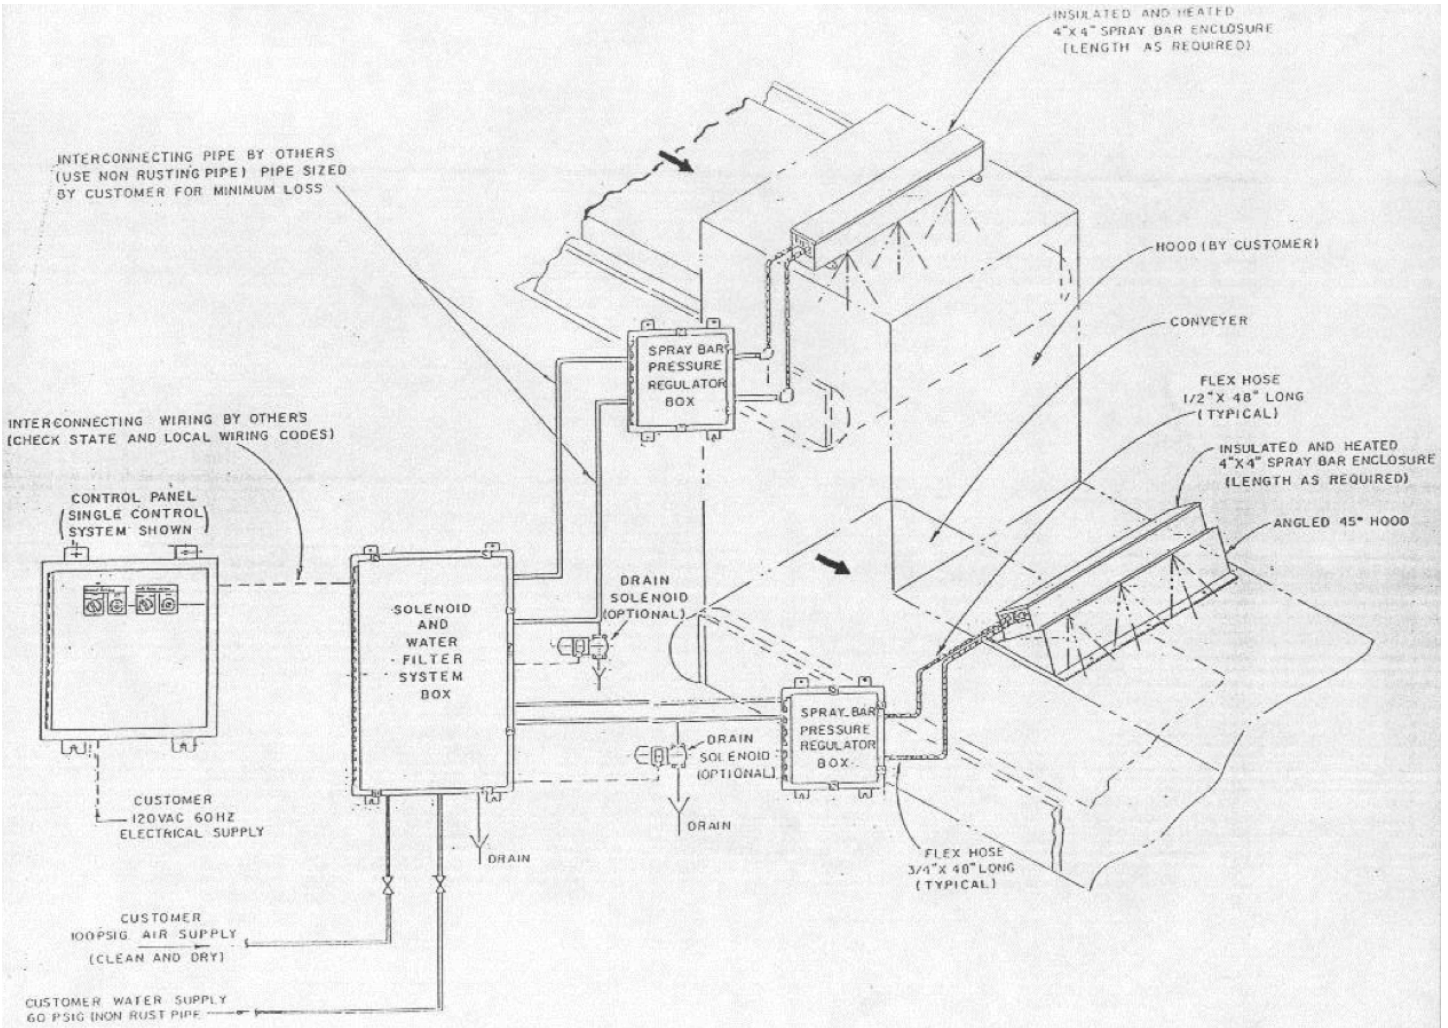 INSULATED AND HEATED
4"X4" SPRAY BAR ENCLOSURE
(LENGTH AS REQUIRED)
INTERCONNECTING PIPE BY OTHERS
(USE NON RUSTING PIPE) PIPE SIZED
BY CUSTOMER FOR MINIMUM LOSS
HOOD (BY CUSTOMER)
CONVEYER
SPRAY BAR
PRESSURE
REGULATOR
BOX
FLEX HOSE
1/2"X 48" LONG
(TYPICAL)
INTERCONNECTING WIRING BY OTHERS
(CHECK STATE AND LOCAL WIRING CODES)
INSULATED AND HEATED
4"X4" SPRAY BAR ENCLOSURE
(LENGTH AS REQUIRED)
ANGLED 45° HOOD
CONTROL PANEL
(SINGLE CONTROL
SYSTEM SHOWN)
DRAIN
SOLENOID
(OPTIONAL)
SOLENOID
AND
WATER
FILTER
SYSTEM
BOX
SPRAY BAR
PRESSURE
REGULATOR
BOX
DRAIN
SOLENOID
(OPTIONAL)
DRAIN
CUSTOMER
120VAC 60HZ
ELECTRICAL SUPPLY
DRAIN
FLEX HOSE
3/4"X 48" LONG
(TYPICAL)
CUSTOMER
100PSIG AIR SUPPLY
(CLEAN AND DRY)
CUSTOMER WATER SUPPLY
60 PSIG (NON RUST PIPE